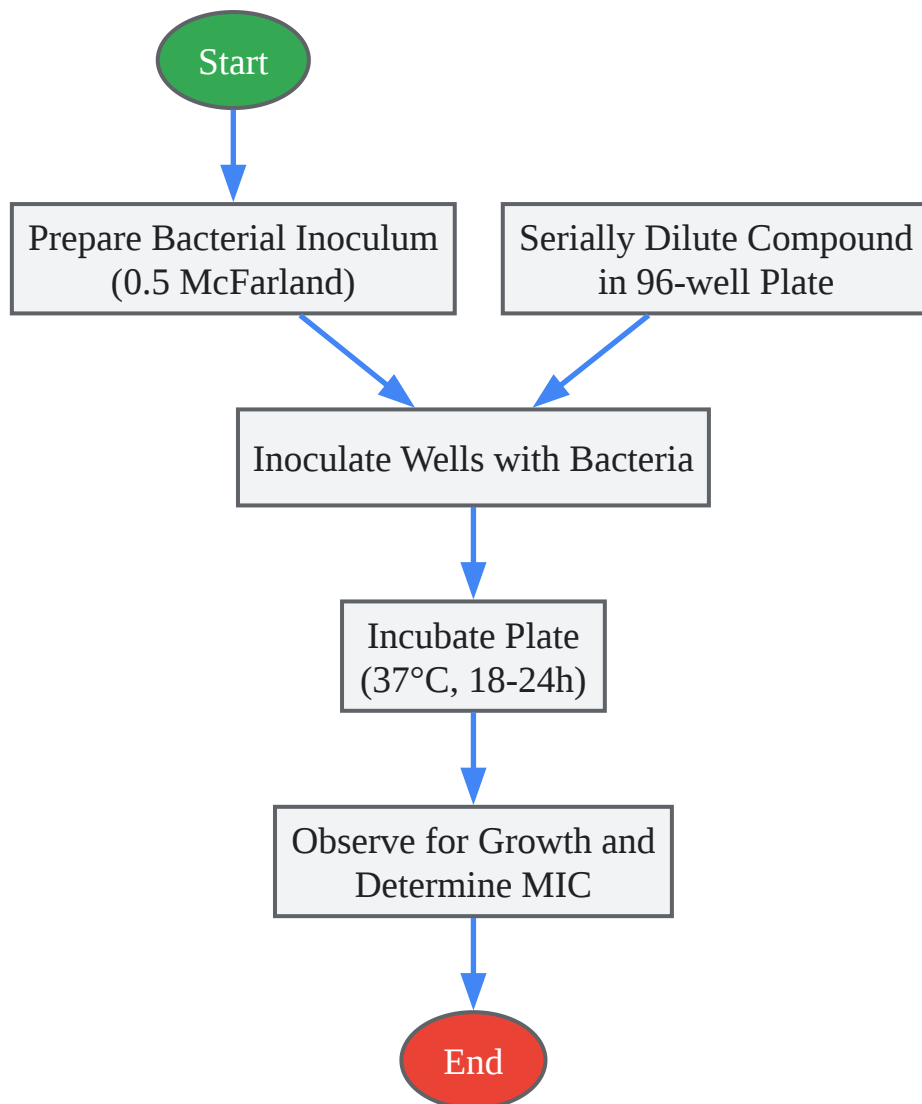 Start
Prepare Bacterial Inoculum
(0.5 McFarland)
Serially Dilute Compound
in 96-well Plate
Inoculate Wells with Bacteria
Incubate Plate
(37°C, 18-24h)
Observe for Growth and
Determine MIC
End